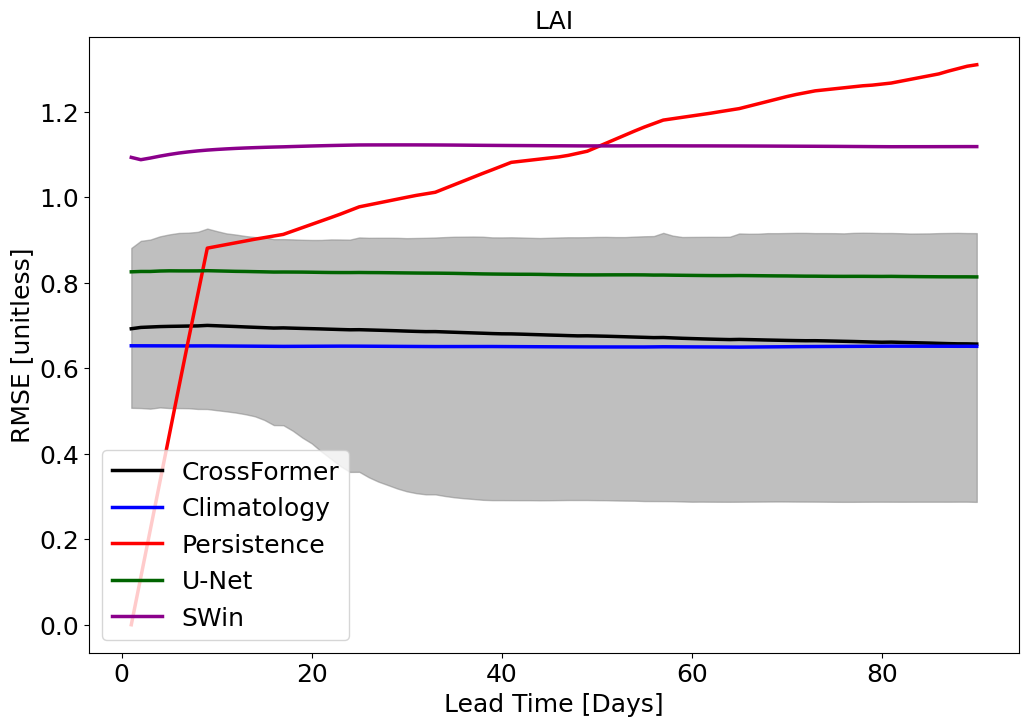 LAI
RMSE [unitless]
1.2
1.0
0.8
0.6
0.4
0.2
0.0
CrossFormer
Climatology
Persistence
U-Net
SWin
0 20 40 60 80
Lead Time [Days]